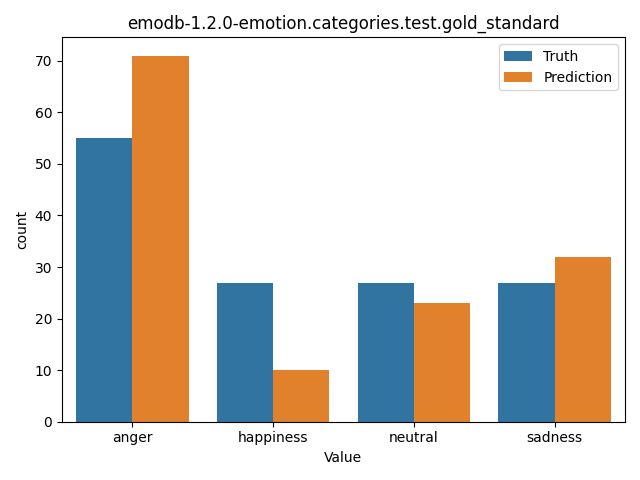 emodb-1.2.0-emotion.categories.test.gold_standard
Truth
Prediction
count
70
60
50
40
30
20
10
0
anger happiness neutral sadness
Value